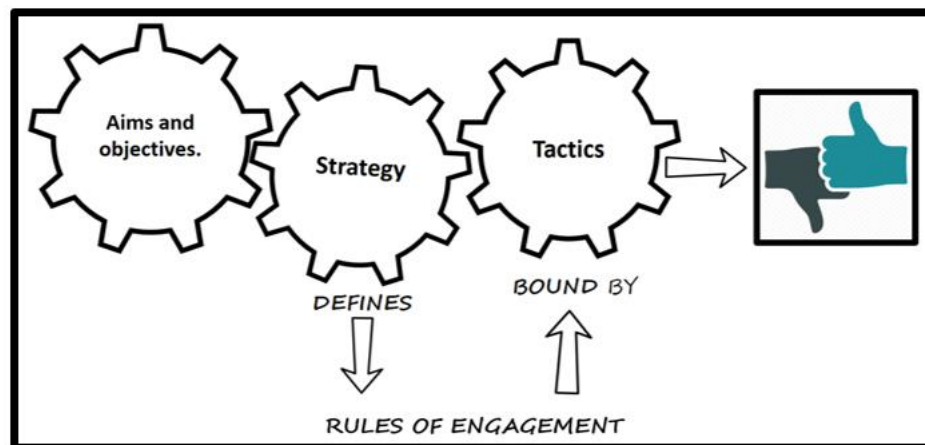 Aims and
objectives.
Strategy
Tactics
DEFINES
BOUND BY
RULES OF ENGAGEMENT